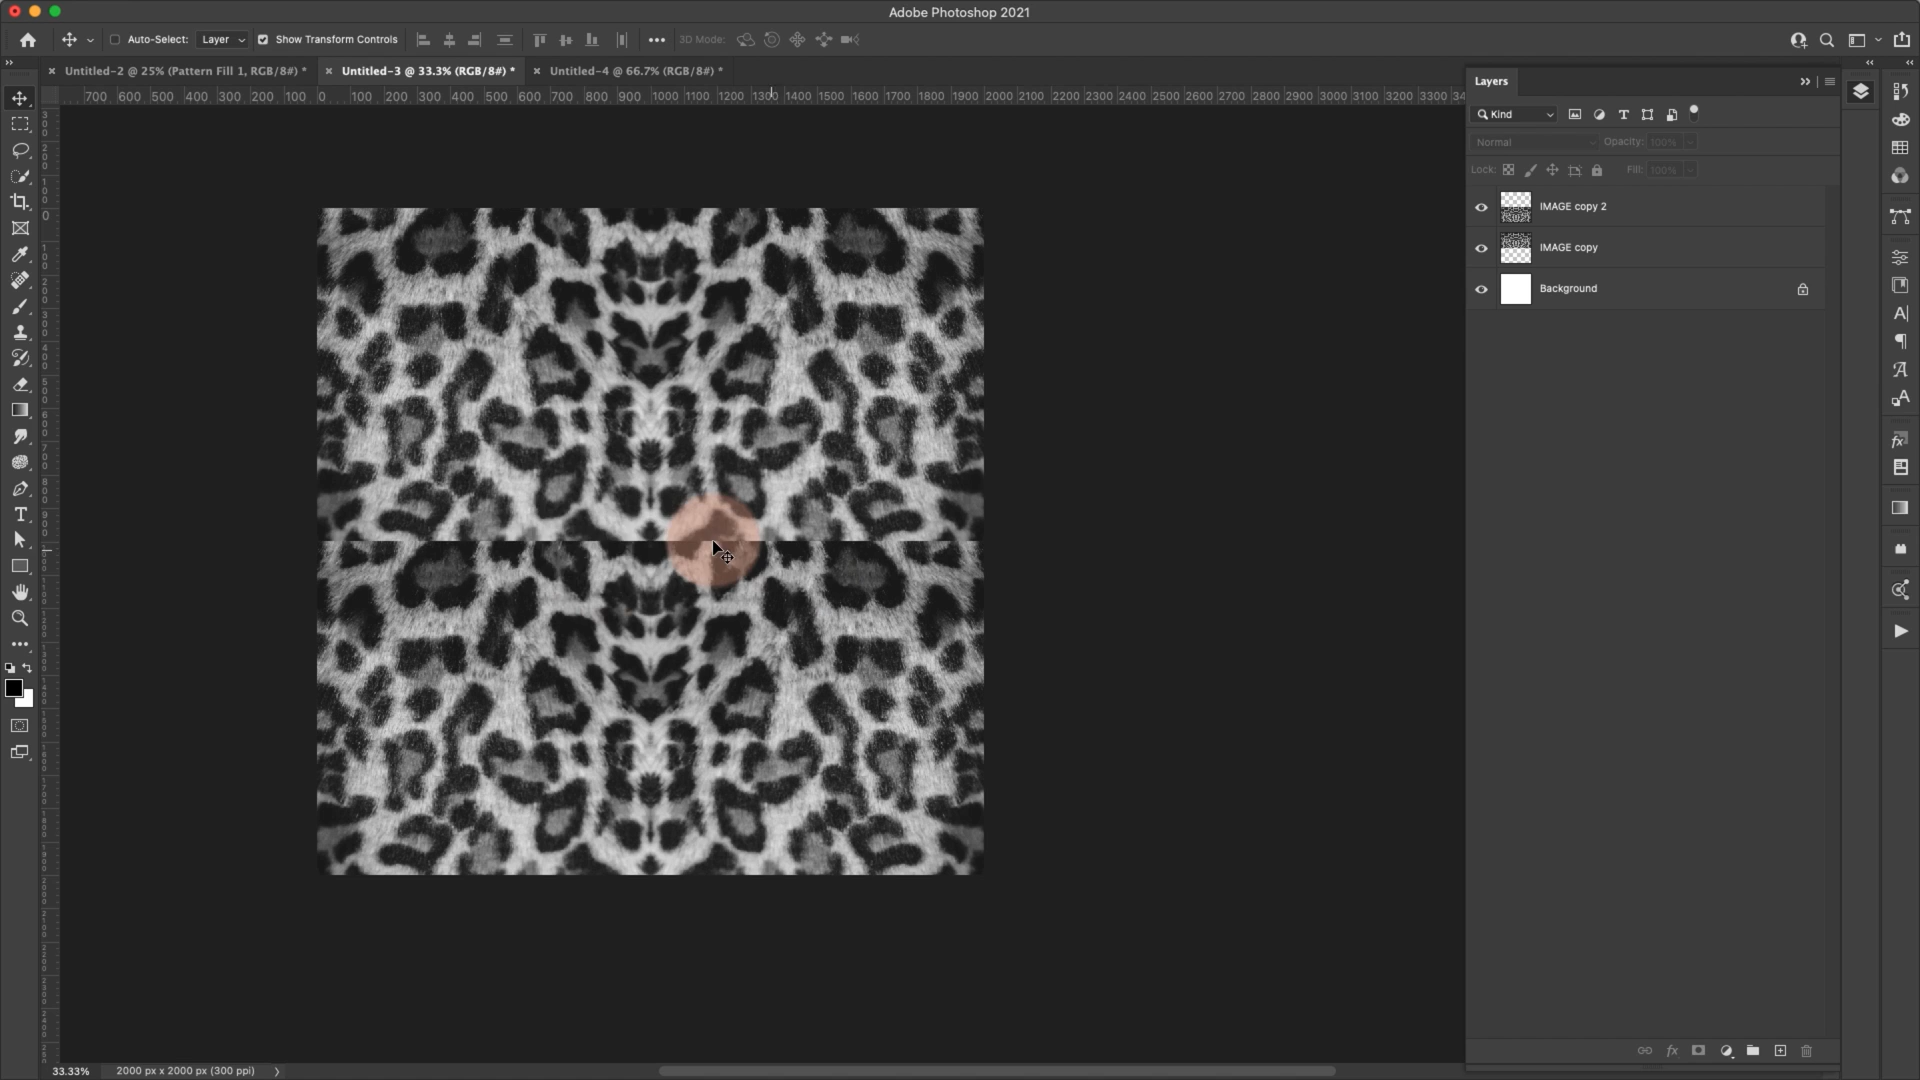 Adobe Photoshop 2021
Auto-Select: Layer Show Transform Controls 3D Mode:
Untitled-2 @ 25% (Pattern Fill 1, RGB/8#) * Untitled-3 @ 33.3% (RGB/8#) * Untitled-4 @ 66.7% (RGB/8#) *
700 600 500 400 300 200 100 0 100 200 300 400 500 600 700 800 900 1000 1100 1200 1300 1400 1500 1600 1700 1800 1900 2000 2100 2200 2300 2400 2500 2600 2700 2800 2900 3000 3100 3200 3300
Layers
Kind
Normal Opacity: 100%
Lock: Fill: 100%
IMAGE copy 2
IMAGE copy
Background
33.33% 2000 px x 2000 px (300 ppi)